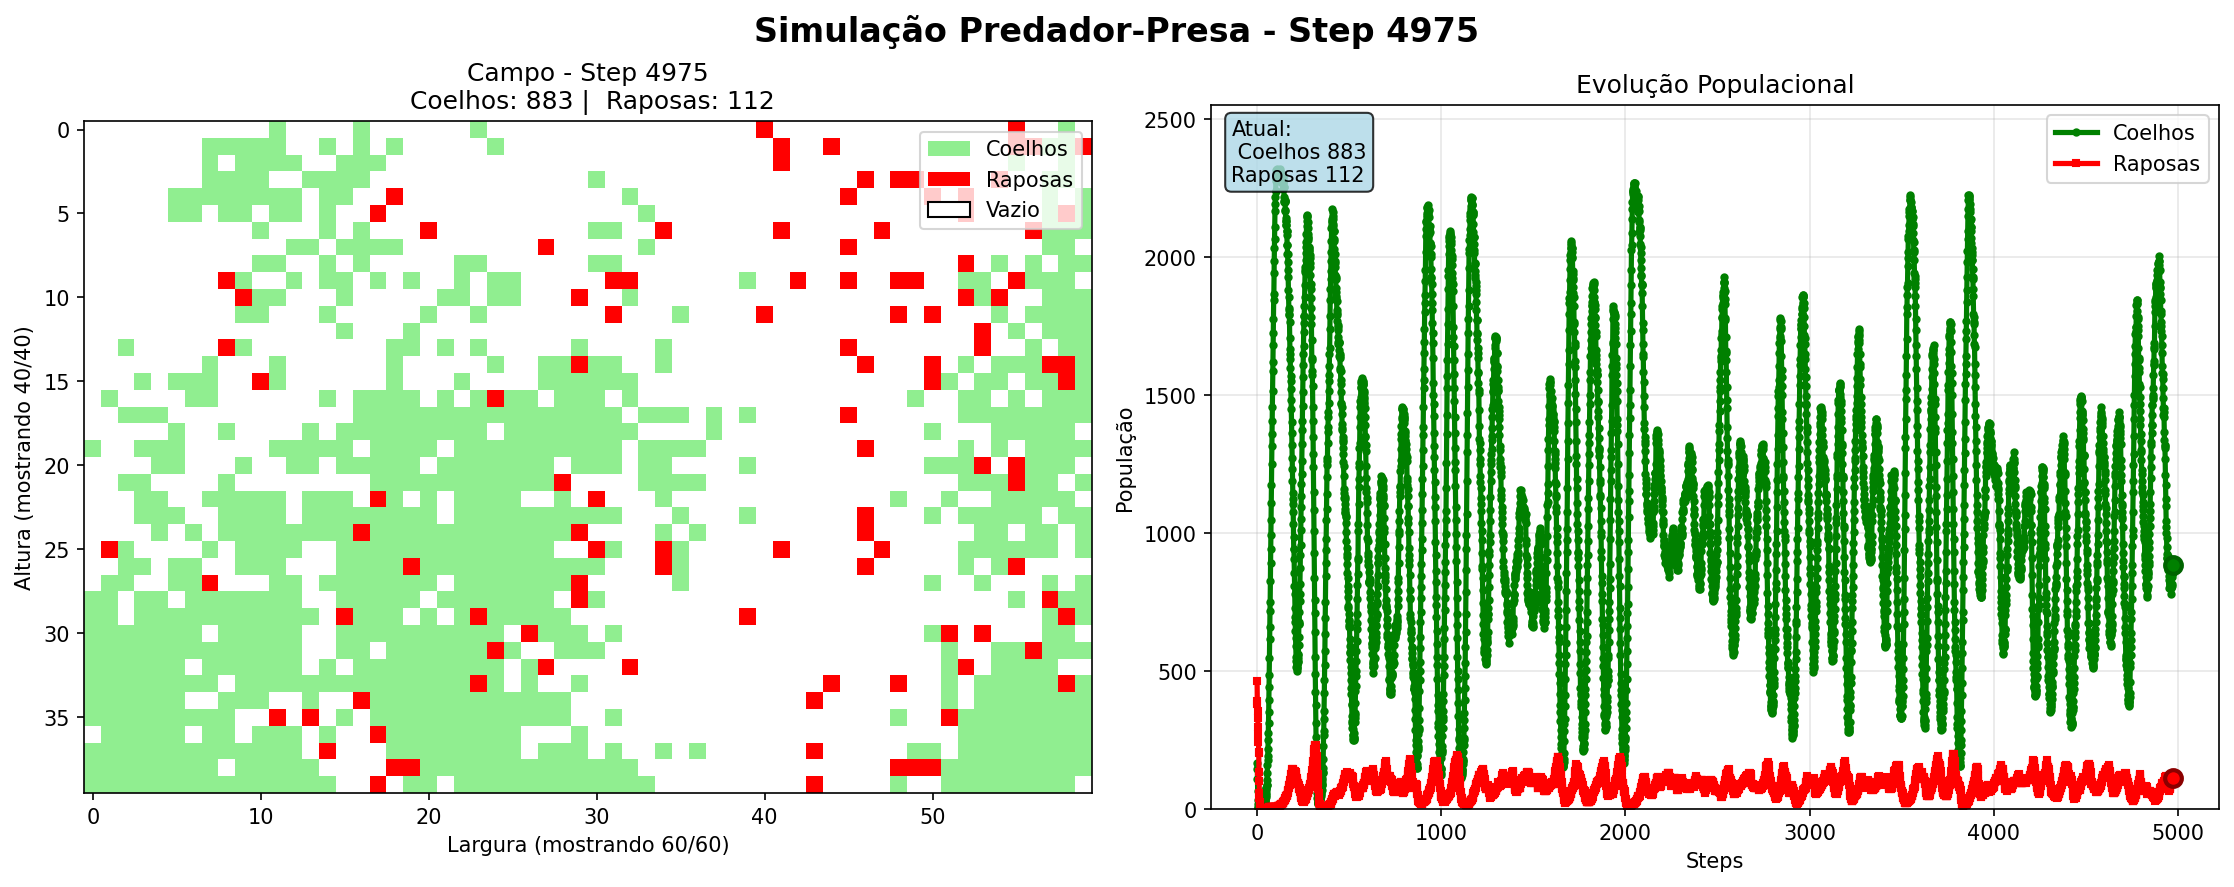 Simulação Predador-Presa - Step 4975
Campo - Step 4975
Coelhos: 883 |  Raposas: 112
Coelhos
Raposas
Vazio
0
5
10
15
20
25
30
35
Altura (mostrando 40/40)
0
10
20
30
40
50
Largura (mostrando 60/60)
Evolução Populacional
Atual:
Coelhos 883
Raposas 112
Coelhos
Raposas
2500
2000
1500
1000
500
0
População
0
1000
2000
3000
4000
5000
Steps